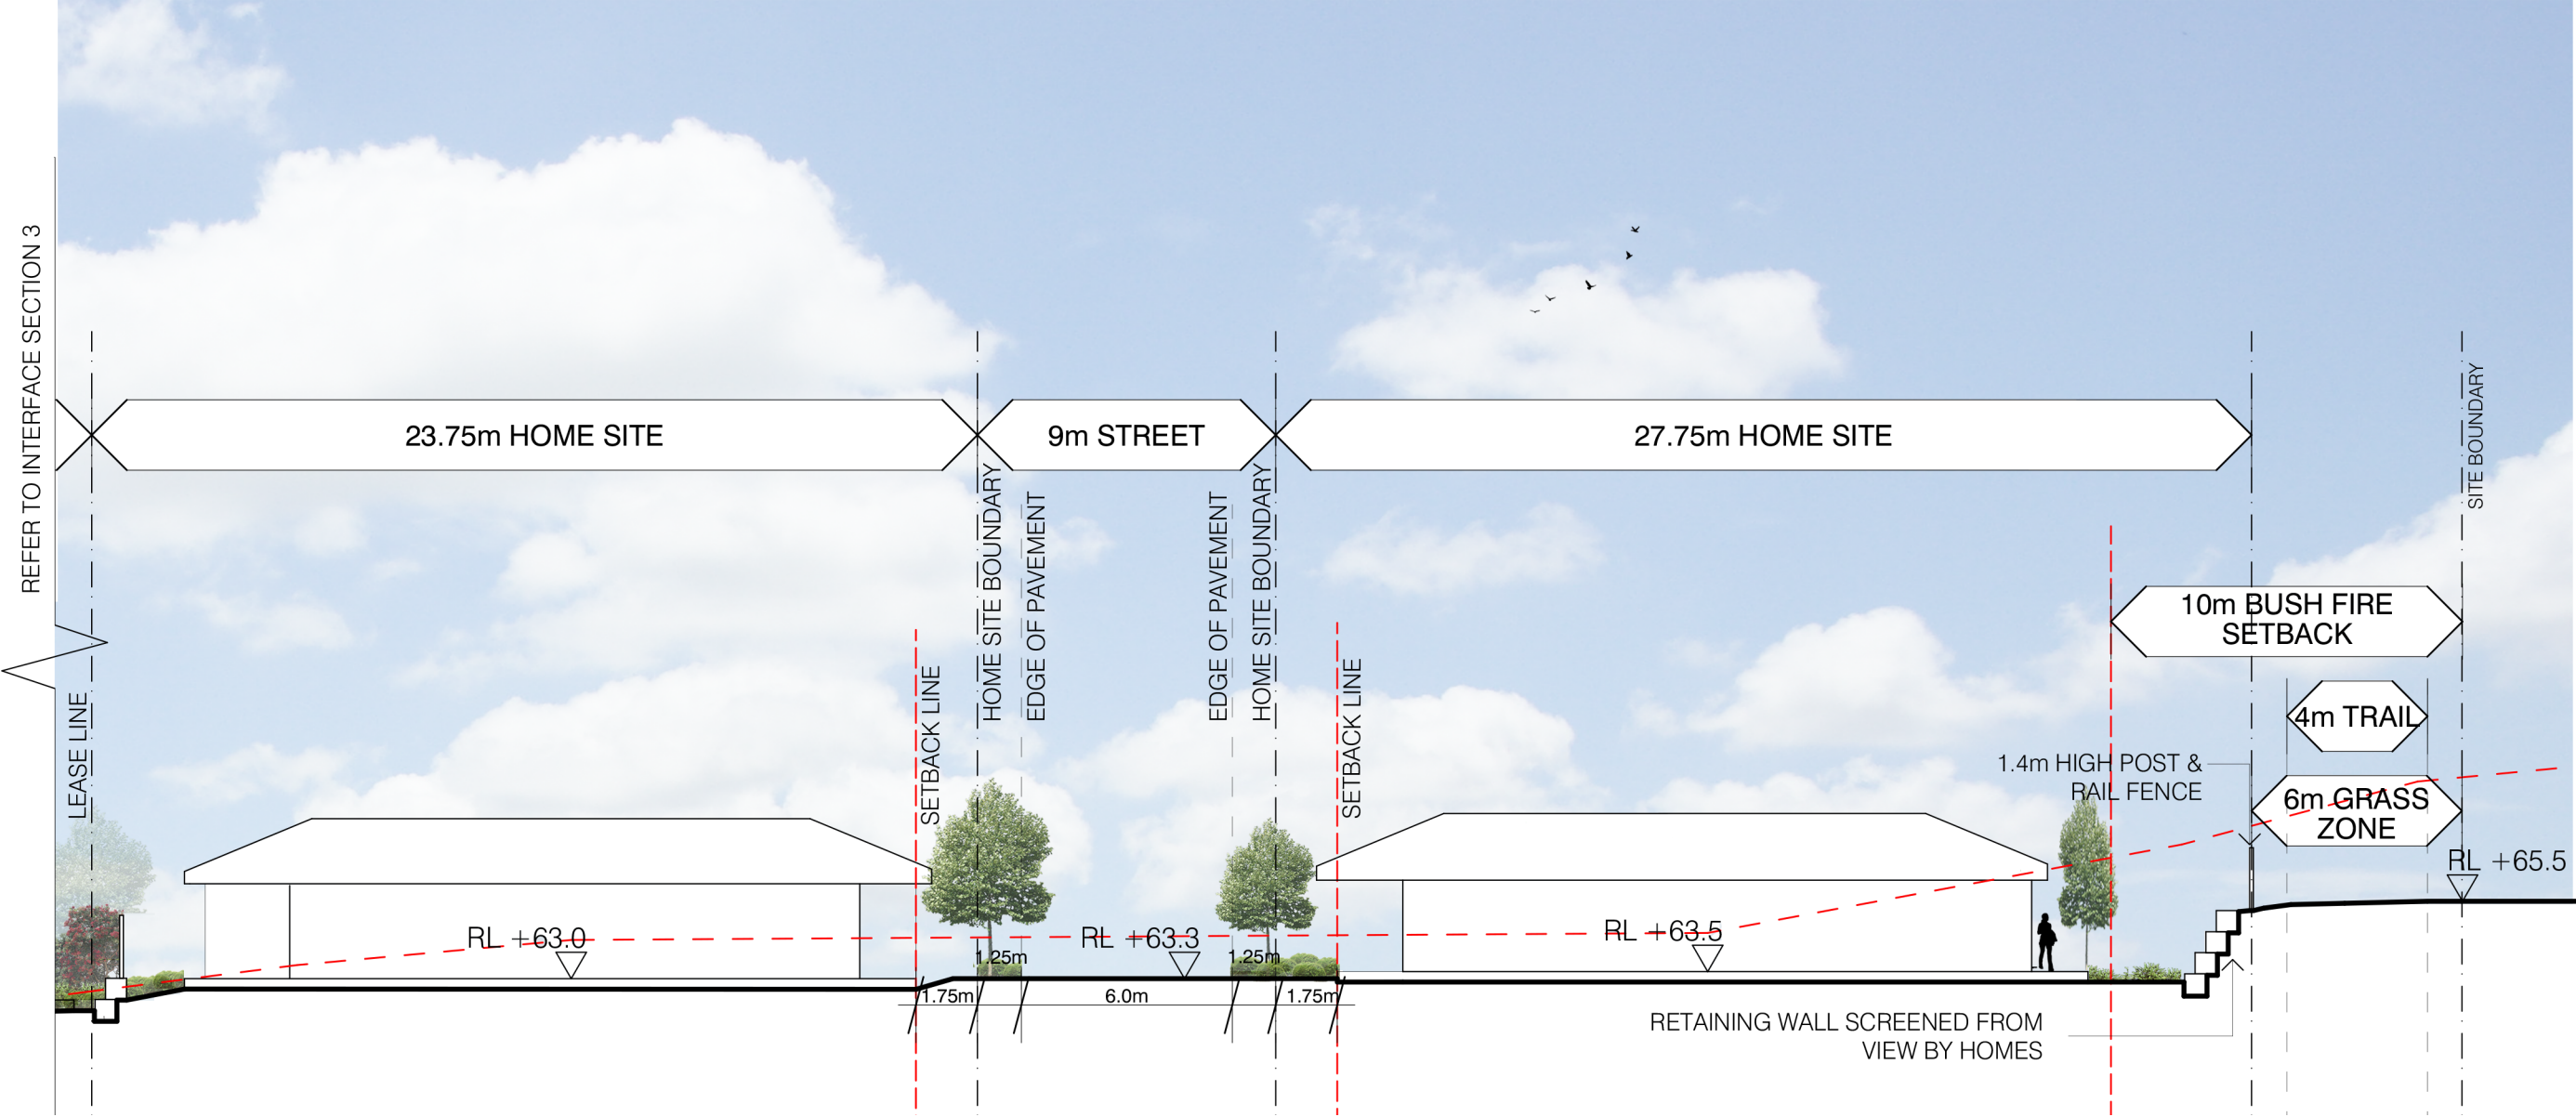 REFER TO INTERFACE SECTION 3
23.75m HOME SITE
9m STREET
27.75m HOME SITE
SITE BOUNDARY
HOME SITE BOUNDARY
EDGE OF PAVEMENT
EDGE OF PAVEMENT
HOME SITE BOUNDARY
10m BUSH FIRE
SETBACK
LEASE LINE
SETBACK LINE
SETBACK LINE
4m TRAIL
1.4m HIGH POST &
RAIL FENCE
6m GRASS
ZONE
RL +65.5
RL +63.0
RL +63.3
RL +63.5
1.25m
1.25m
1.75m
6.0m
1.75m
RETAINING WALL SCREENED FROM
VIEW BY HOMES